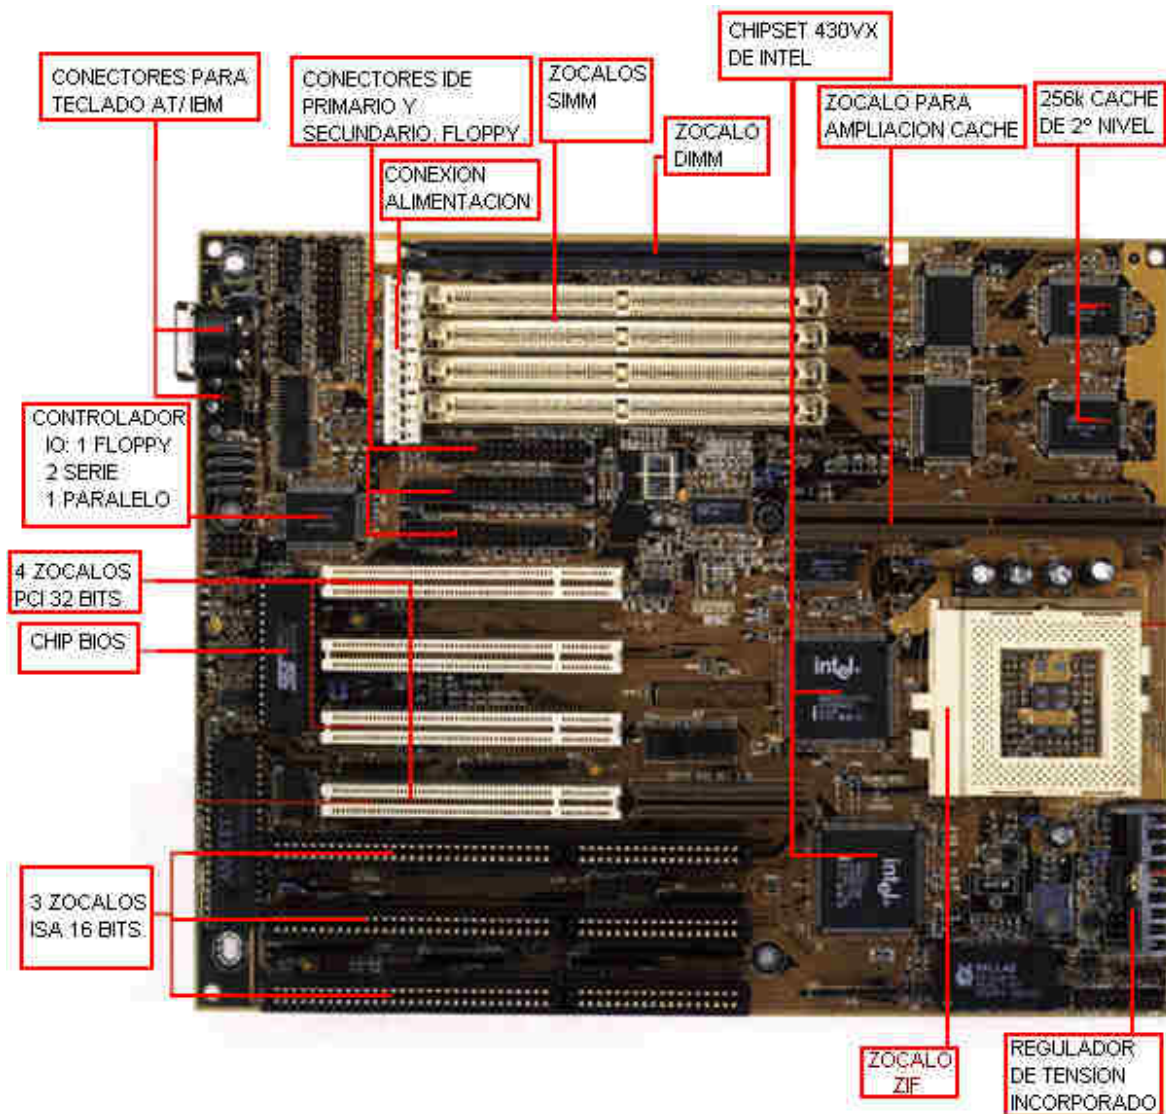 CHIPSET 430VX
DE INTEL
CONECTORES PARA
TECLADO AT/ IBM
CONECTORES IDE
PRIMARIO Y
SECUNDARIO, FLOPPY
ZOCALOS
SIMM
ZOCALO
DIMM
ZOCALO PARA
AMPLIACION CACHE
256k CACHE
DE 2º NIVEL
CONEXION
ALIMENTACION
CONTROLADOR
IO: 1 FLOPPY
2 SERIE
1 PARALELO
4 ZOCALOS
PCI 32 BITS
CHIP BIOS
intel
intel
3 ZOCALOS
ISA 16 BITS.
DALLAS
ZOCALO
ZIF
REGULADOR
DE TENSION
INCORPORADO